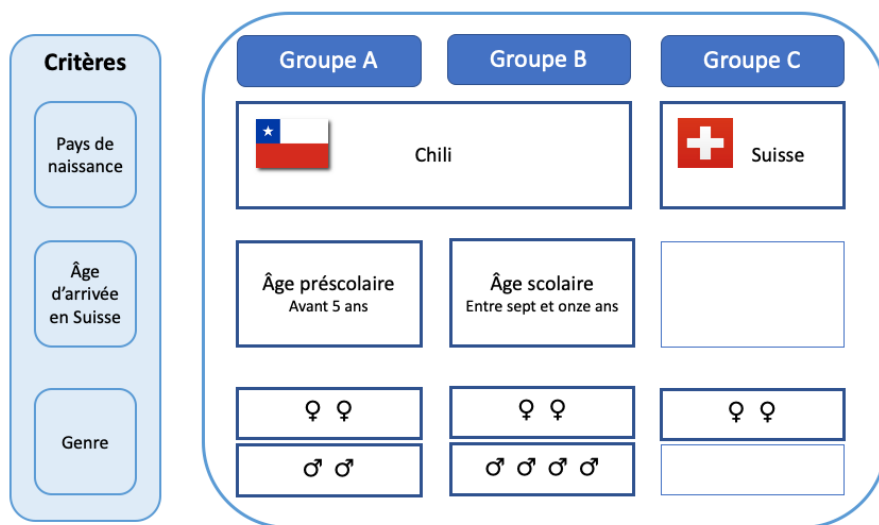 Critères
Groupe A
Groupe B
Groupe C
Pays de
naissance
Chili
Suisse
Âge
d'arrivée
en Suisse
Âge préscolaire
Avant 5 ans
Âge scolaire
Entre sept et onze ans
Genre
♀ ♀
♀ ♀
♀ ♀
♂ ♂
♂ ♂ ♂ ♂